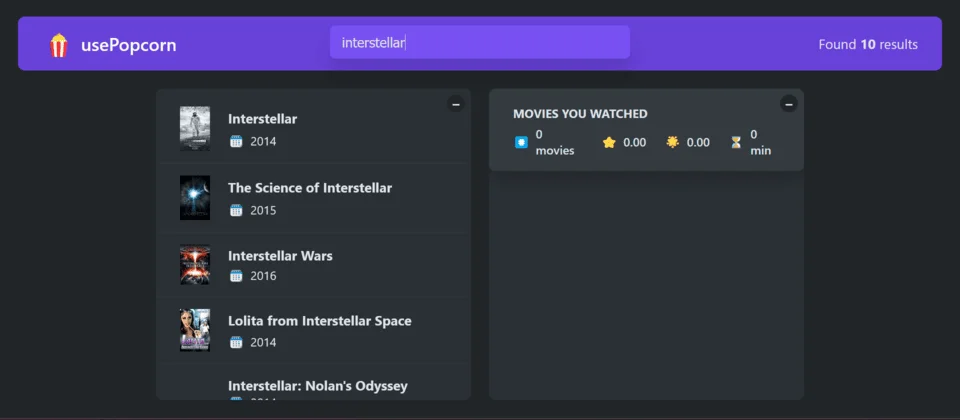 usePopcorn
interstellar
Found 10 results
Interstellar
2014
The Science of Interstellar
2015
Interstellar Wars
2016
Lolita from Interstellar Space
2014
Interstellar: Nolan's Odyssey
MOVIES YOU WATCHED
0 movies
0.00
0.00
0 min